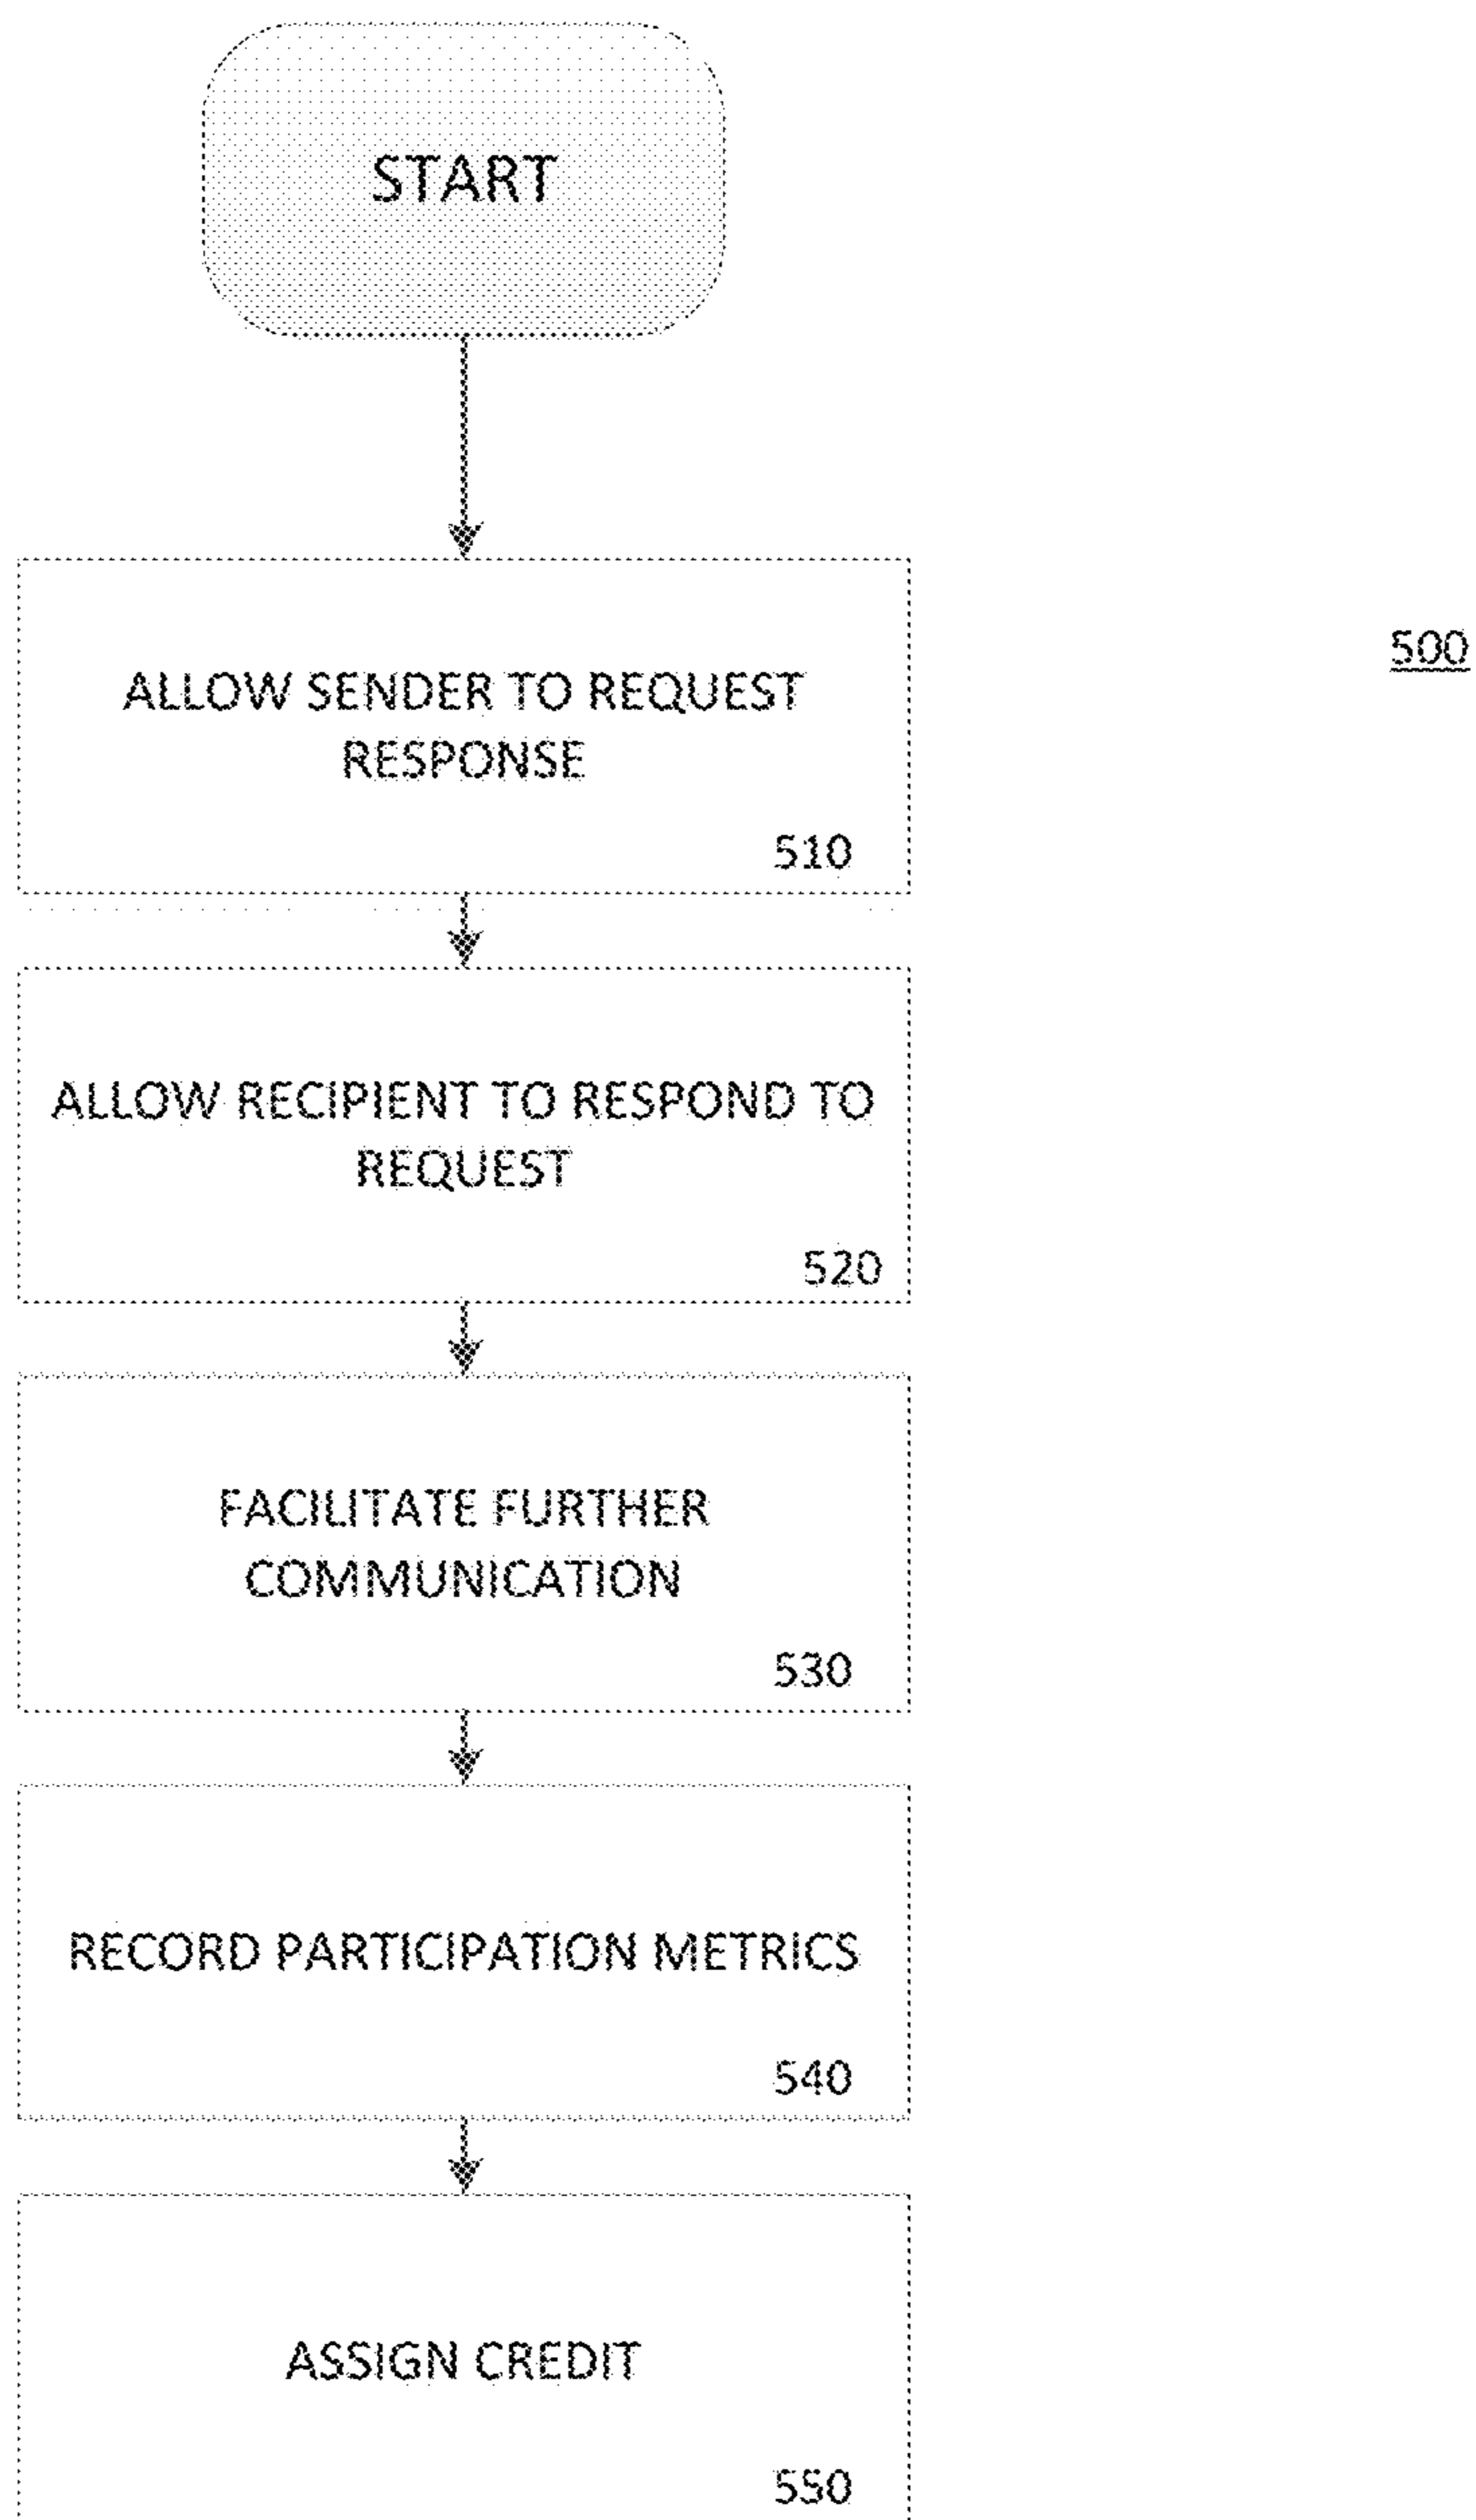 START
ALLOW SENDER TO REQUEST
RESPONSE
510
500
ALLOW RECIPIENT TO RESPOND TO
REQUEST
520
FACILITATE FURTHER
COMMUNICATION
530
RECORD PARTICIPATION METRICS
540
ASSIGN CREDIT
550